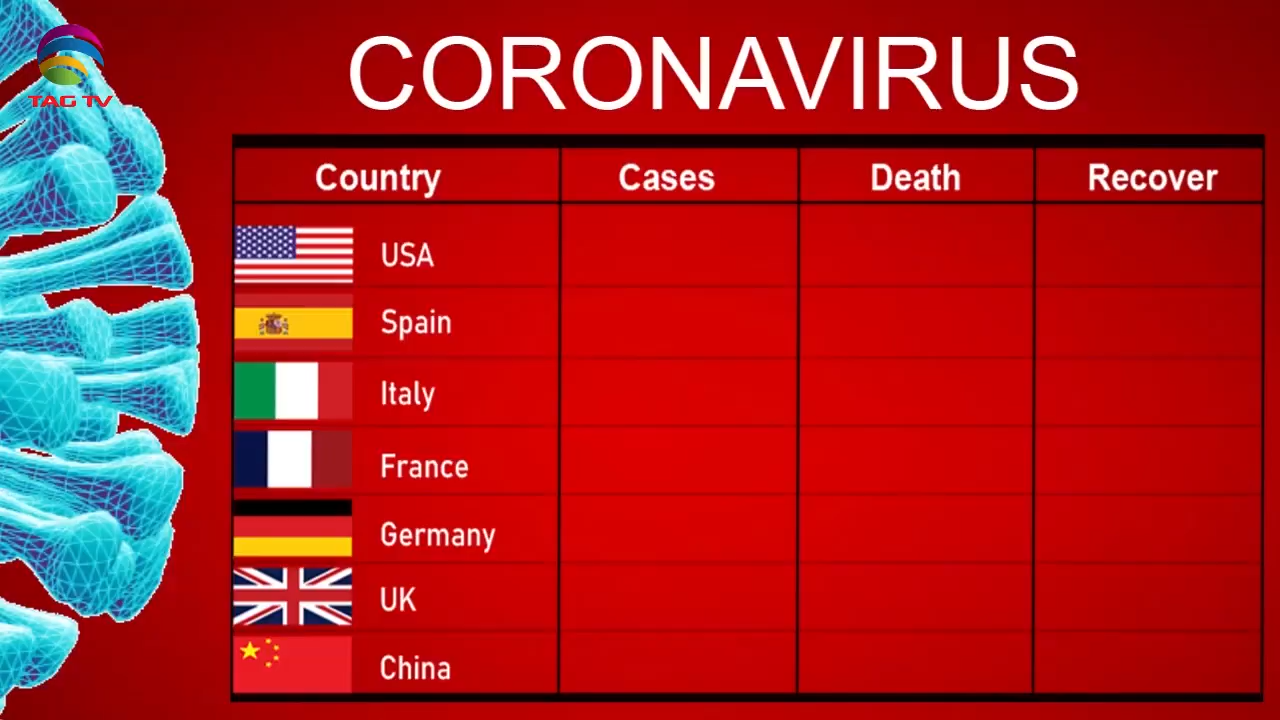 TAG TV
CORONAVIRUS
Country Cases Death Recover
USA
Spain
Italy
France
Germany
UK
China